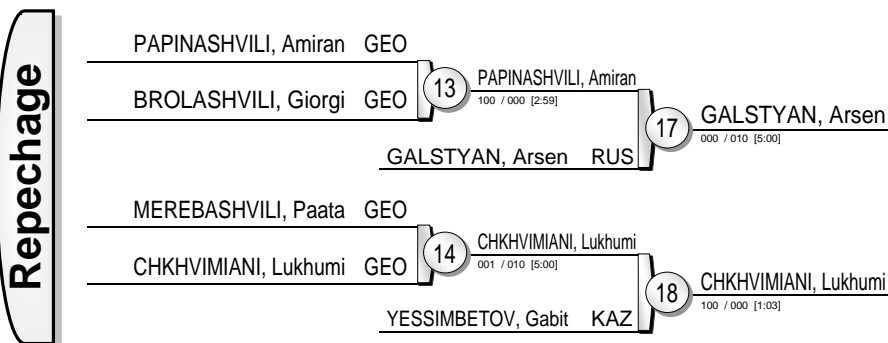 Repechage
PAPINASHVILI, Amiran GEO
BROLASHVILI, Giorgi GEO
13
PAPINASHVILI, Amiran
100 / 000 [2:59]
GALSTYAN, Arsen RUS
17
GALSTYAN, Arsen
000 / 010 [5:00]
MEREBASHVILI, Paata GEO
CHKHVIMIANI, Lukhumi GEO
14
CHKHVIMIANI, Lukhumi
001 / 010 [5:00]
YESSIMBETOV, Gabit KAZ
18
CHKHVIMIANI, Lukhumi
100 / 000 [1:03]